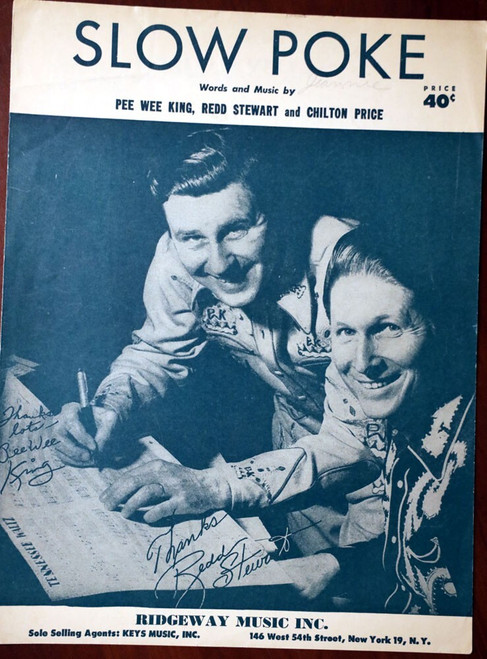 SLOW POKE
Words and Music by
PEE WEE KING, REDD STEWART and CHILTON PRICE
PRICE
40¢
PK
Thanks
lots
Pee Wee
King
TENNESSEE WALTZ
Thanks
Redd
Stewart
RIDGEWAY MUSIC INC.
Sole Selling Agents: KEYS MUSIC, INC. 146 West 54th Street, New York 19, N.Y.